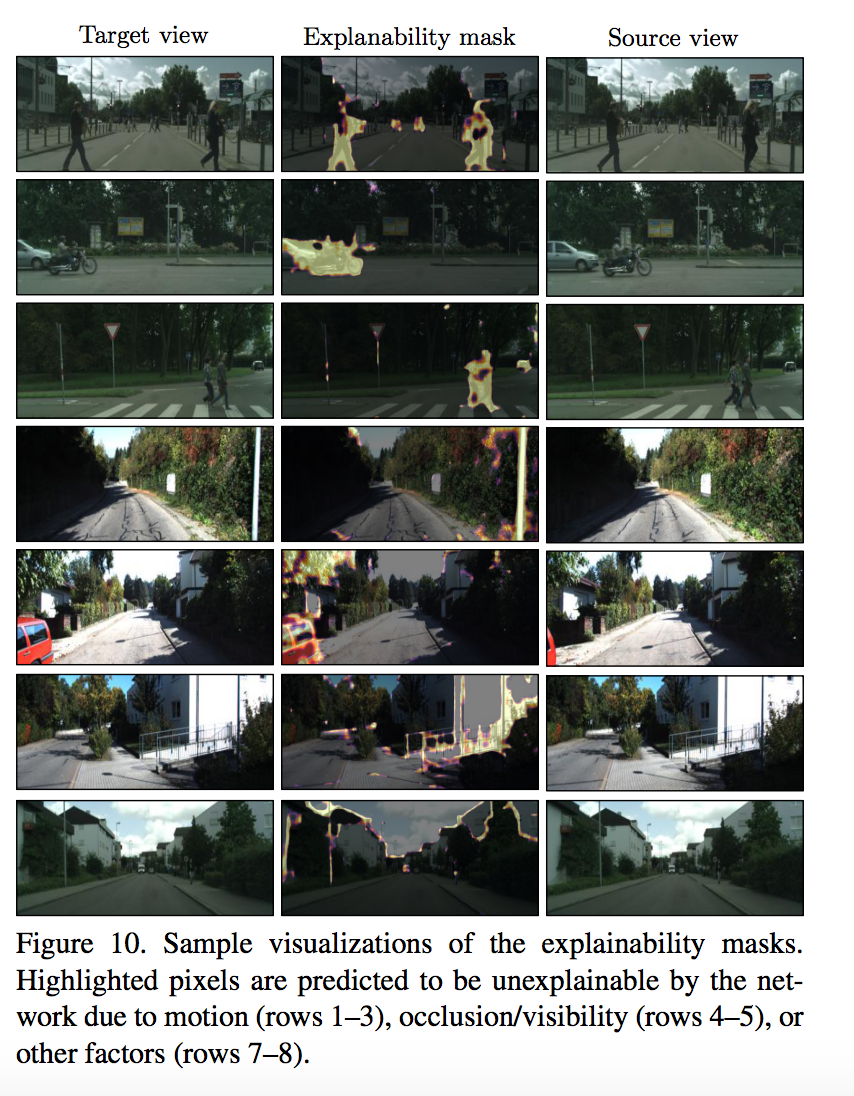 Target view
Explanability mask
Source view
Figure 10. Sample visualizations of the explainability masks.
Highlighted pixels are predicted to be unexplainable by the net-
work due to motion (rows 1–3), occlusion/visibility (rows 4–5), or
other factors (rows 7–8).